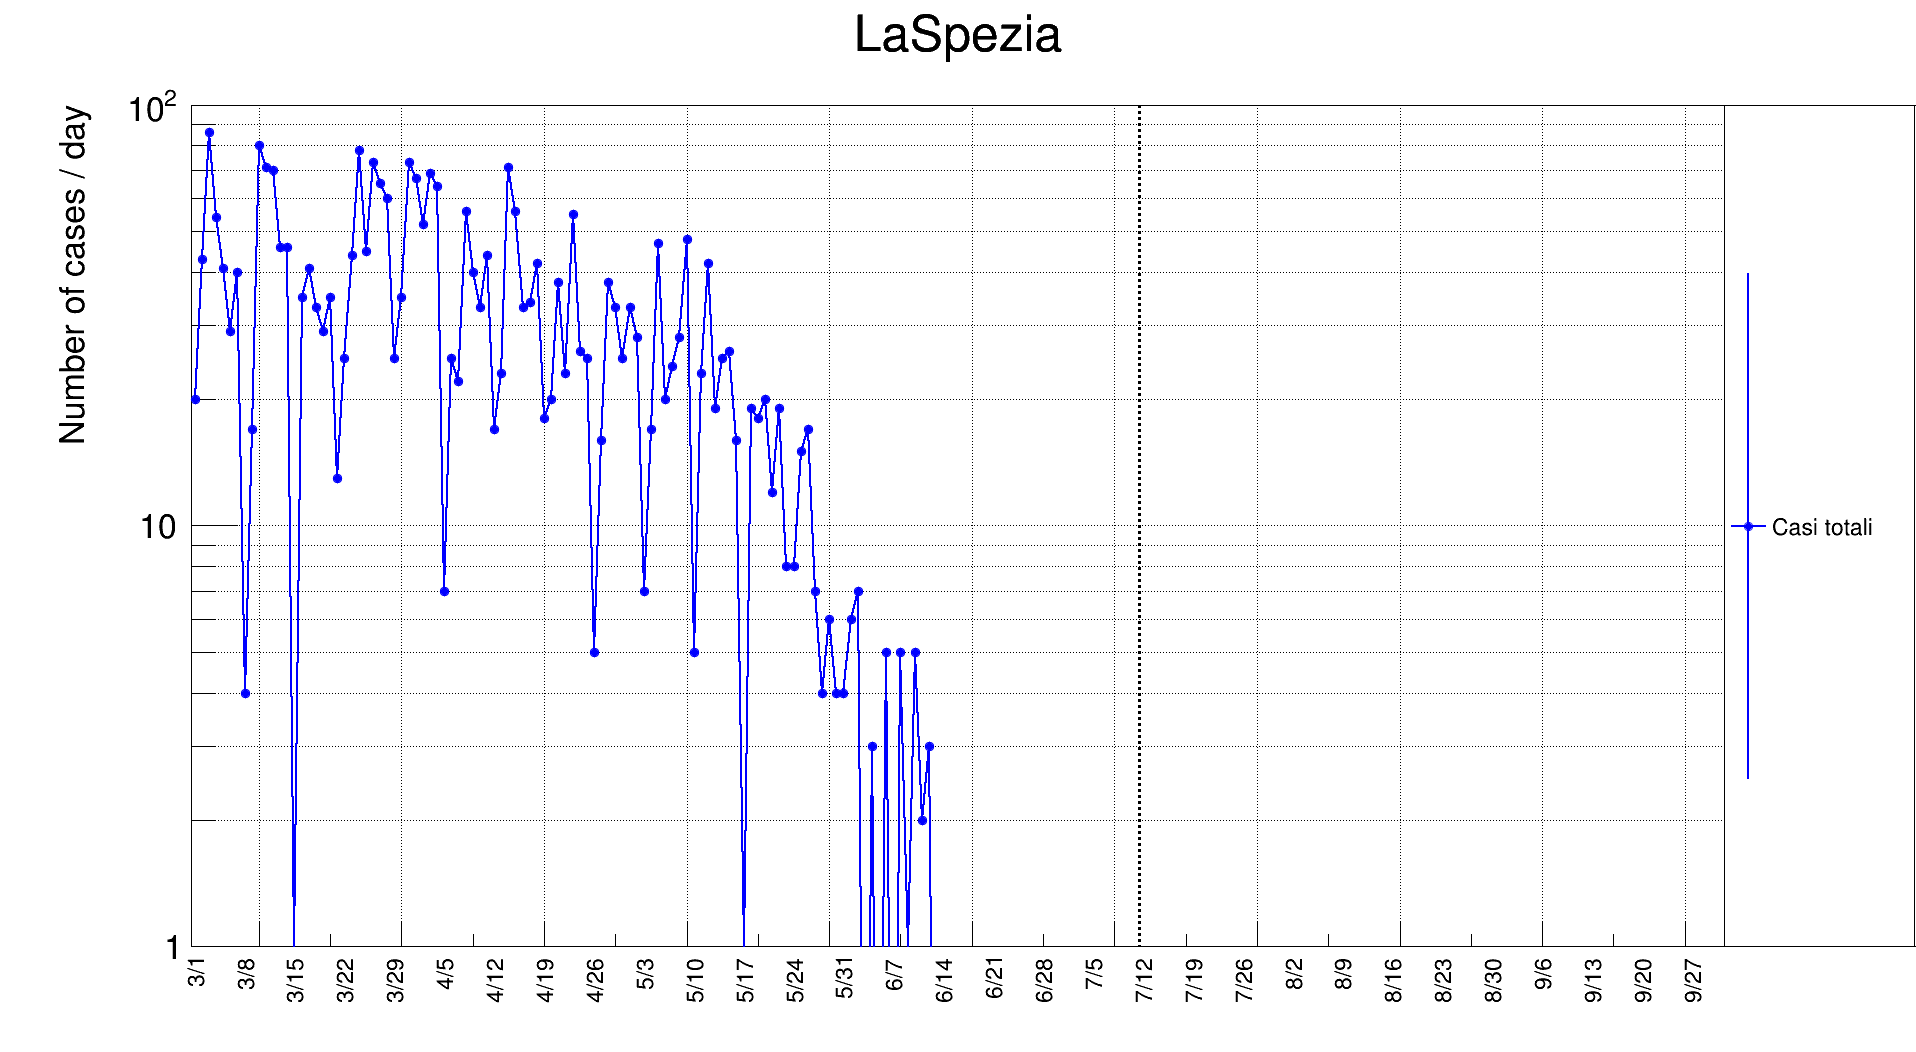 LaSpezia
Number of cases / day
10²
10
1
3/1 3/8 3/15 3/22 3/29 4/5 4/12 4/19 4/26 5/3 5/10 5/17 5/24 5/31 6/7 6/14 6/21 6/28 7/5 7/12 7/19 7/26 8/2 8/9 8/16 8/23 8/30 9/6 9/13 9/20 9/27
Casi totali